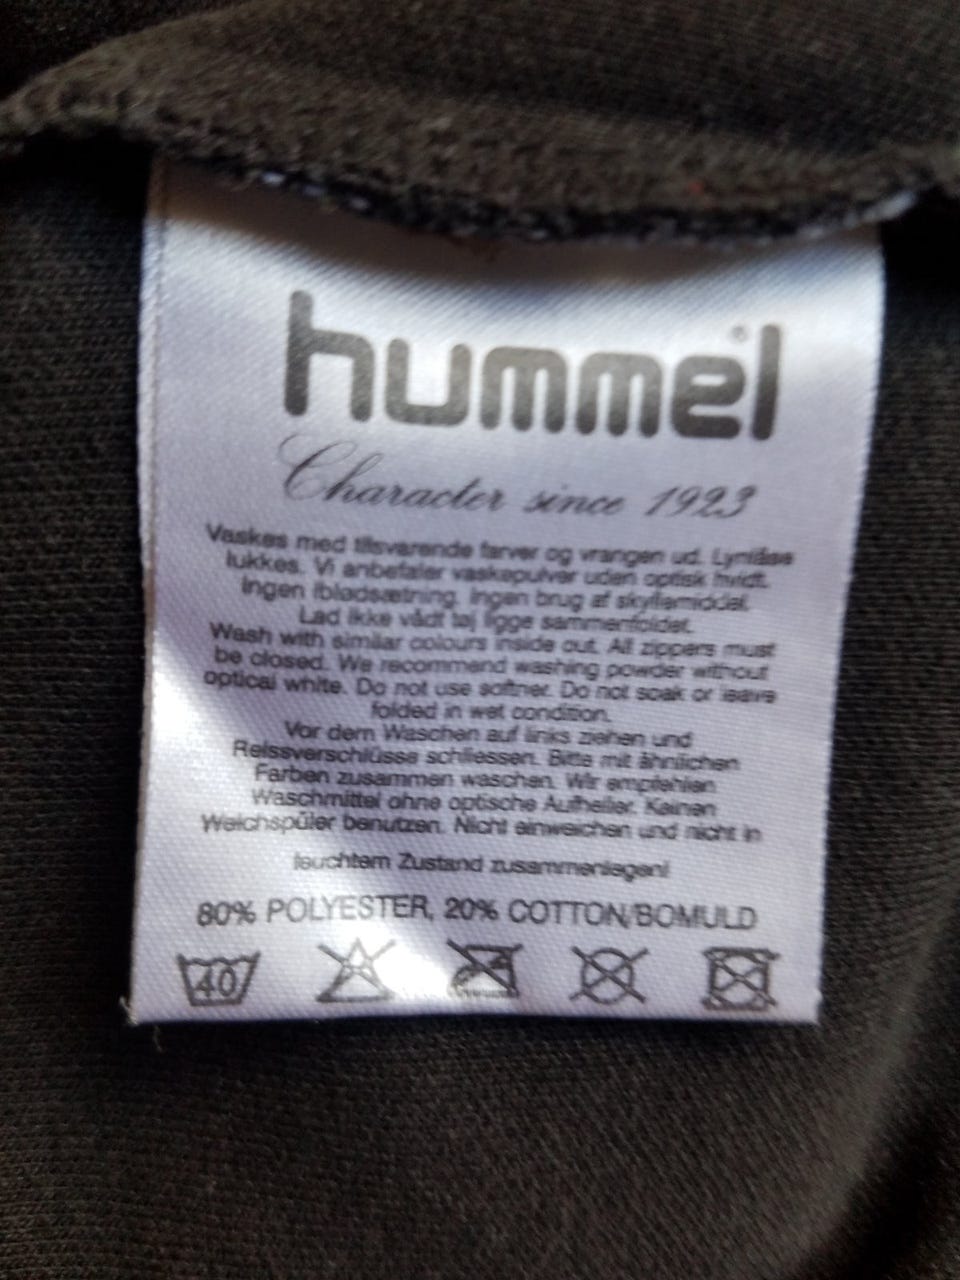 hummel®
Character since 1923
Vaskes med tilsvarende farver og vrangen ud. Lynlåse
lukkes. Vi anbefaler vaskepulver uden optisk hvidt.
Ingen iblødsætning. Ingen brug af skyllemiddel.
Lad ikke vådt tøj ligge sammenfoldet.
Wash with similar colours inside out. All zippers must
be closed. We recommend washing powder without
optical white. Do not use softner. Do not soak or leave
folded in wet condition.
Vor dem Waschen auf links ziehen und
Reissverschlüsse schliessen. Bitte mit ähnlichen
Farben zusammen waschen. Wir empfehlen
Waschmittel ohne optische Aufheller. Keinen
Weichspüler benutzen. Nicht einweichen und nicht in
feuchtem Zustand zusammenlegen!
80% POLYESTER, 20% COTTON/BOMULD
40